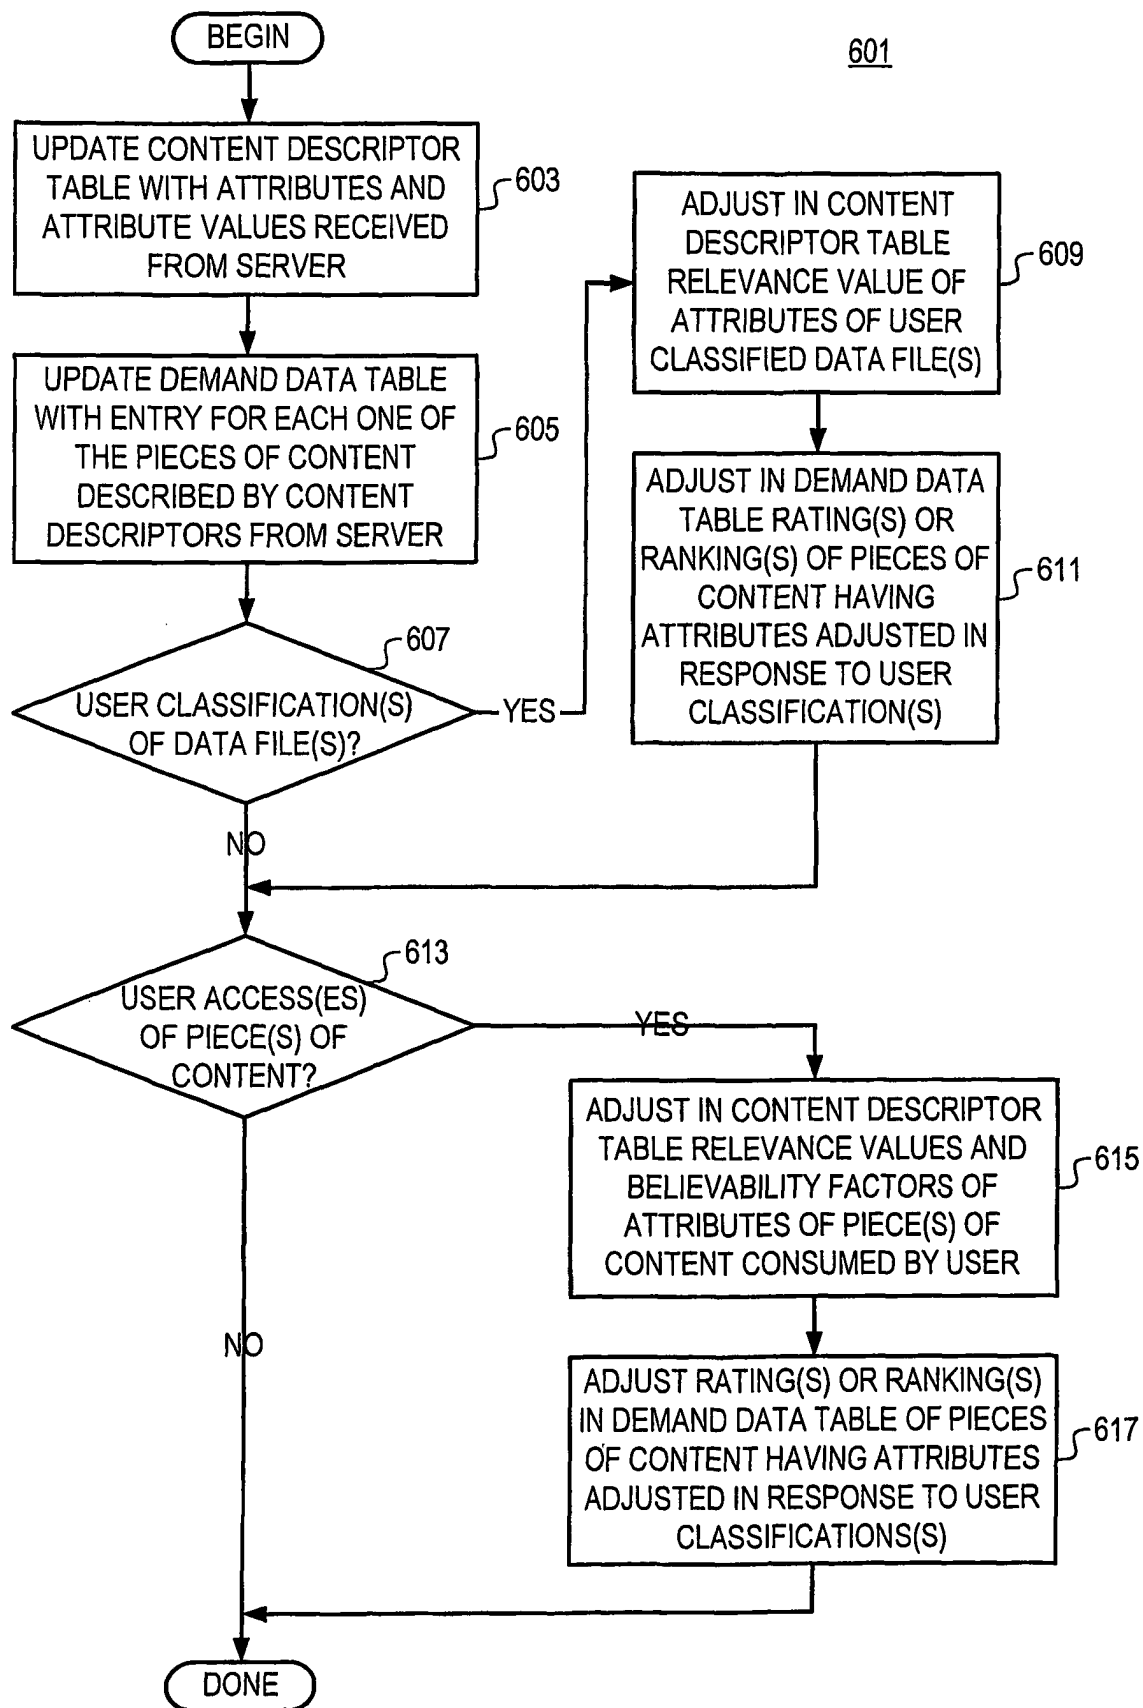 BEGIN
601
UPDATE CONTENT DESCRIPTOR
TABLE WITH ATTRIBUTES AND
ATTRIBUTE VALUES RECEIVED
FROM SERVER
603
UPDATE DEMAND DATA TABLE
WITH ENTRY FOR EACH ONE OF
THE PIECES OF CONTENT
DESCRIBED BY CONTENT
DESCRIPTORS FROM SERVER
605
607
USER CLASSIFICATION(S)
OF DATA FILE(S)?
YES
NO
ADJUST IN CONTENT
DESCRIPTOR TABLE
RELEVANCE VALUE OF
ATTRIBUTES OF USER
CLASSIFIED DATA FILE(S)
609
ADJUST IN DEMAND DATA
TABLE RATING(S) OR
RANKING(S) OF PIECES OF
CONTENT HAVING
ATTRIBUTES ADJUSTED IN
RESPONSE TO USER
CLASSIFICATION(S)
611
613
USER ACCESS(ES)
OF PIECE(S) OF
CONTENT?
YES
NO
ADJUST IN CONTENT DESCRIPTOR
TABLE RELEVANCE VALUES AND
BELIEVABILITY FACTORS OF
ATTRIBUTES OF PIECE(S) OF
CONTENT CONSUMED BY USER
615
ADJUST RATING(S) OR RANKING(S)
IN DEMAND DATA TABLE OF PIECES
OF CONTENT HAVING ATTRIBUTES
ADJUSTED IN RESPONSE TO USER
CLASSIFICATIONS(S)
617
DONE